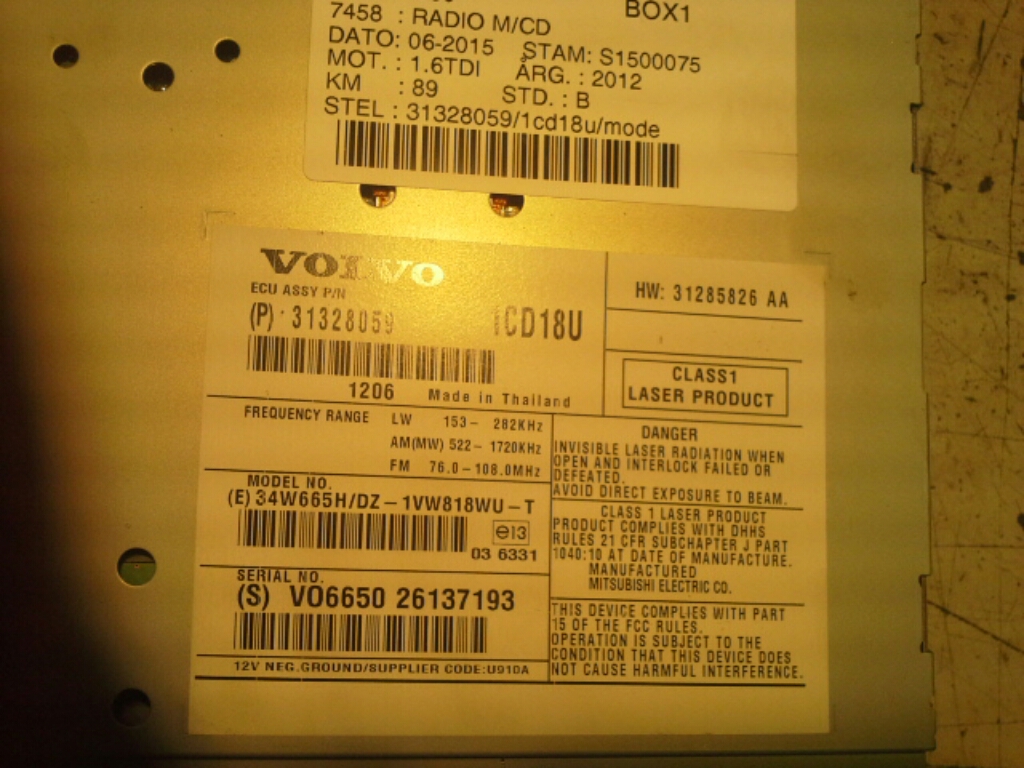 BOX1
7458 : RADIO M/CD
DATO: 06-2015 STAM: S1500075
MOT. : 1.6TDI ÅRG. : 2012
KM : 89 STD. : B
STEL : 31328059/1cd18u/mode
VOLVO
ECU ASSY P/N
(P) 31328059 1CD18U
1206 Made in Thailand
HW: 31285826 AA
CLASS1
LASER PRODUCT
FREQUENCY RANGE LW 153- 282KHz
AM(MW) 522- 1720KHz
FM 76.0-108.0MHz
MODEL NO.
(E) 34W665H/DZ-1VW818WU-T
e13
03 6331
SERIAL NO.
(S) VO6650 26137193
12V NEG.GROUND/SUPPLIER CODE:U910A
DANGER
INVISIBLE LASER RADIATION WHEN
OPEN AND INTERLOCK FAILED OR
DEFEATED.
AVOID DIRECT EXPOSURE TO BEAM.
CLASS 1 LASER PRODUCT
PRODUCT COMPLIES WITH DHHS
RULES 21 CFR SUBCHAPTER J PART
1040:10 AT DATE OF MANUFACTURE.
MANUFACTURED
MITSUBISHI ELECTRIC CO.
THIS DEVICE COMPLIES WITH PART
15 OF THE FCC RULES.
OPERATION IS SUBJECT TO THE
CONDITION THAT THIS DEVICE DOES
NOT CAUSE HARMFUL INTERFERENCE.